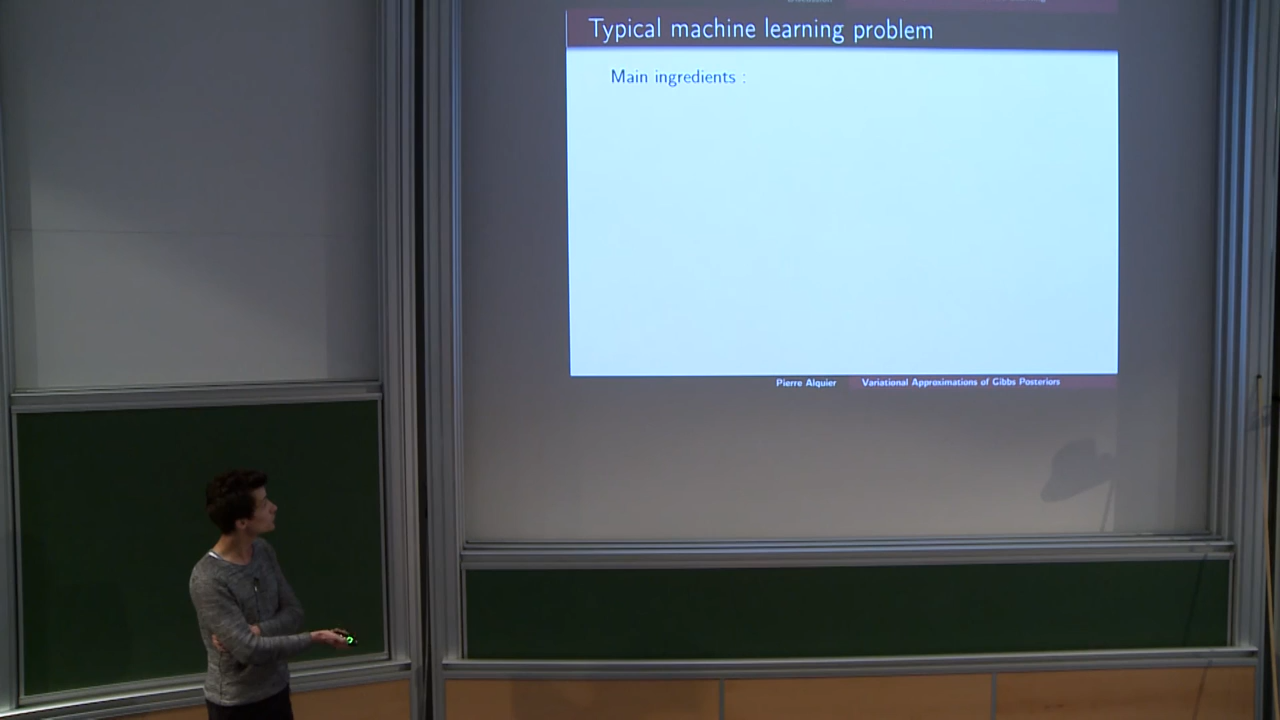 Typical machine learning problem
Main ingredients :
Pierre Alquier
Variational Approximations of Gibbs Posteriors